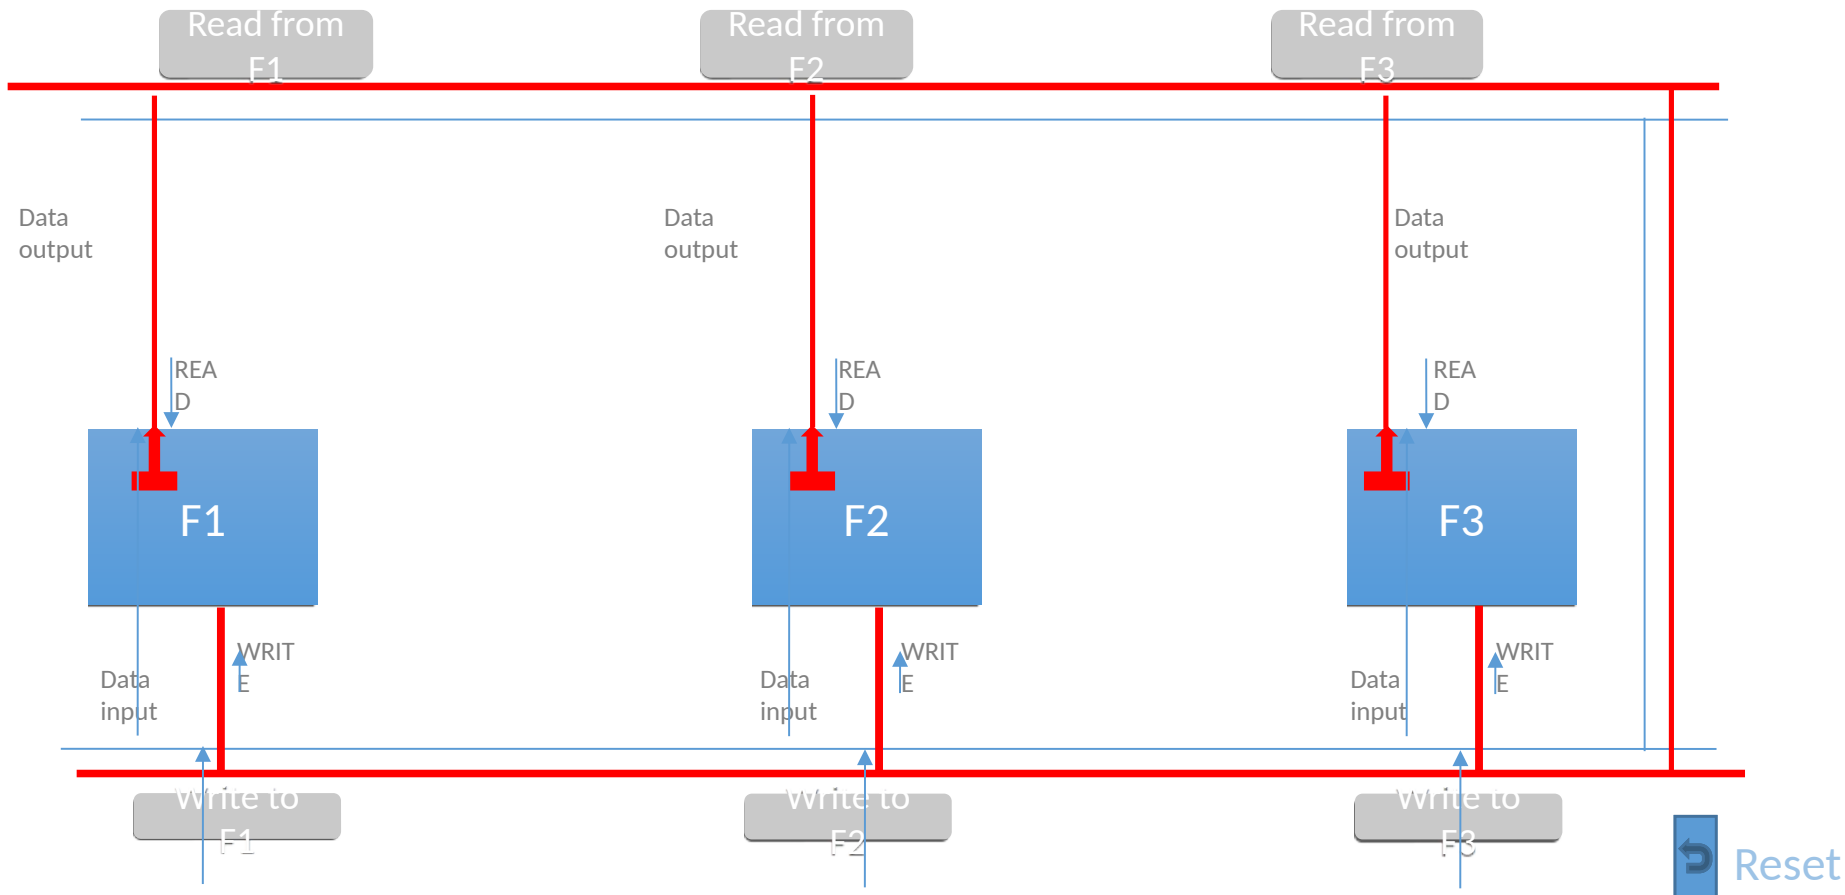 Read from
F1
Read from
F2
Read from
F3
Data
output
Data
output
Data
output
REA
D
REA
D
REA
D
F1
F2
F3
WRIT
E
Data
input
WRIT
E
Data
input
WRIT
E
Data
input
Write to
F1
Write to
F2
Write to
F3
Reset